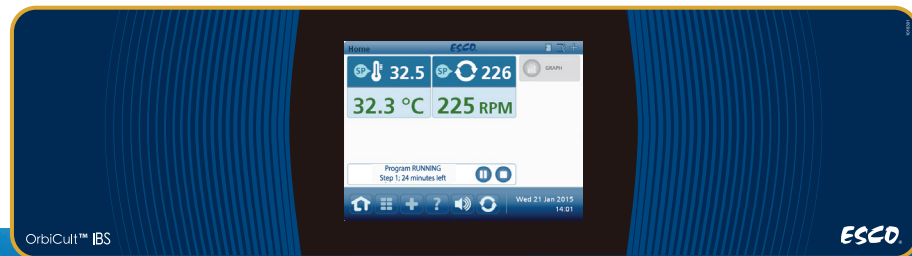 Home
ESCO
SP 32.5
SP 226
GRAPH
32.3 °C
225 RPM
Program RUNNING
Step 1; 24 minutes left
?
Wed 21 Jan 2015
14:01
OrbiCult™ IBS
ESCO